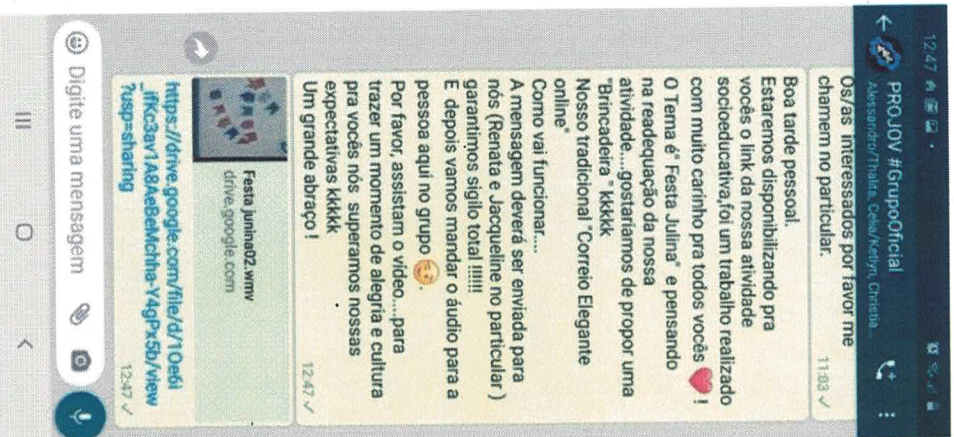 12:47
PROJOV #GrupoOficial
Alessandro/Thalita, Celia/Ketlyn, Christia...
Os/as interessados por favor me
chamem no particular.
11:03
Boa tarde pessoal.
Estaremos disponibilizando pra
vocês o link da nossa atividade
socioeducativa,foi um trabalho realizado
com muito carinho pra todos vocês ❤️!
O Tema é" Festa Julina" e pensando
na readequação da nossa
atividade....gostaríamos de propor uma
"Brincadeira " kkkkk
Nosso tradicional "Correio Elegante
online"
Como vai funcionar....
A mensagem deverá ser enviada para
nós (Renata e Jacqueline no particular )
garantimos sigilo total !!!!!!
E depois vamos mandar o áudio para a
pessoa aqui no grupo 😉.
Por favor, assistam o vídeo....para
trazer um momento de alegria e cultura
pra vocês nós superamos nossas
expectativas kkkkk
Um grande abraço !
12:47
Festa junina02.wmv
drive.google.com
https://drive.google.com/file/d/
?usp=sharing
12:47
Digite uma mensagem